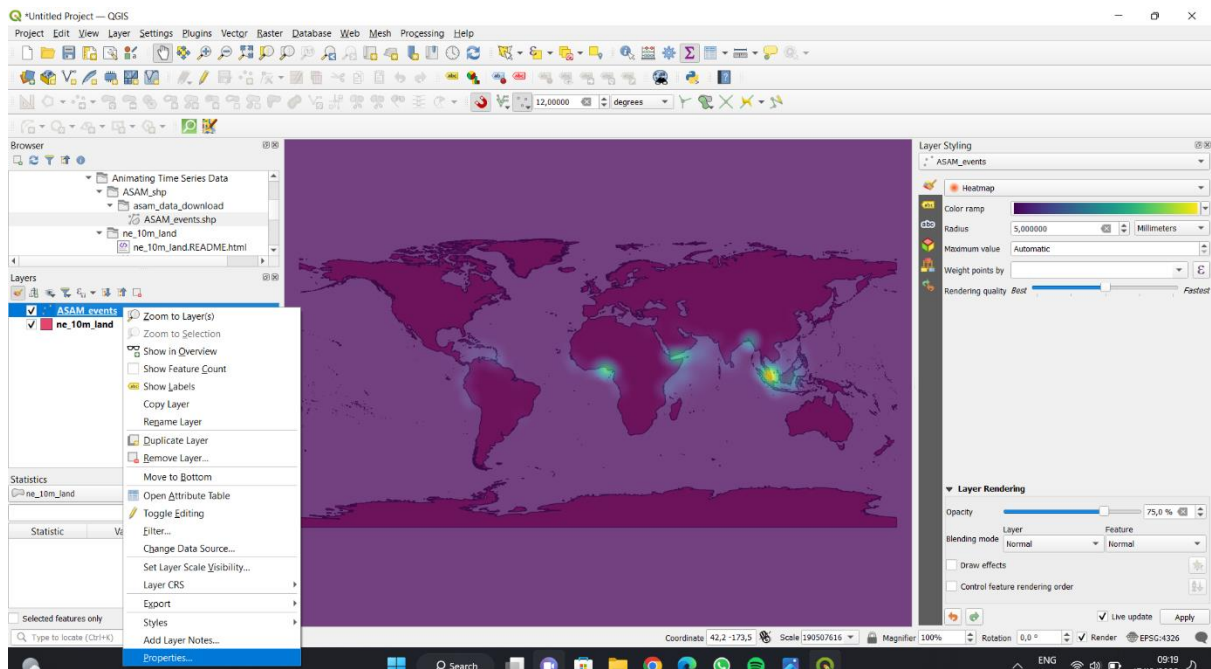 *Untitled Project — QGIS
Project Edit View Layer Settings Plugins Vector Raster Database Web Mesh Processing Help
12,00000 degrees
Browser
Animating Time Series Data
ASAM_shp
asam_data_download
ASAM_events.shp
ne_10m_land
ne_10m_land.README.html
Layers
ASAM events
ne_10m_land
Zoom to Layer(s)
Zoom to Selection
Show in Overview
Show Feature Count
Show Labels
Copy Layer
Rename Layer
Duplicate Layer
Remove Layer...
Move to Bottom
Open Attribute Table
Toggle Editing
Filter...
Change Data Source...
Set Layer Scale Visibility...
Layer CRS
Export
Styles
Add Layer Notes...
Properties...
Statistics
ne_10m_land
Statistic Va
Selected features only
Type to locate (Ctrl+K)
Layer Styling
ASAM_events
Heatmap
Color ramp
Radius 5,000000 Millimeters
Maximum value Automatic
Weight points by
Rendering quality Best Fastest
Layer Rendering
Opacity 75,0 %
Layer Feature
Blending mode Normal Normal
Draw effects
Control feature rendering order
Live update Apply
Coordinate 42,2 -173,5 Scale 190507616 Magnifier 100% Rotation 0,0 ° Render EPSG:4326
Search
ENG
09:19